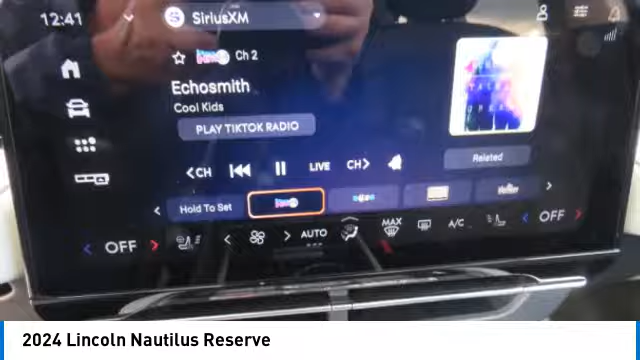 12:41
SiriusXM
Ch 2
Echosmith
Cool Kids
PLAY TIKTOK RADIO
<CH
LIVE
CH>
Related
Hold To Set
< OFF >
AUTO
MAX
A/C
< OFF >
2024 Lincoln Nautilus Reserve